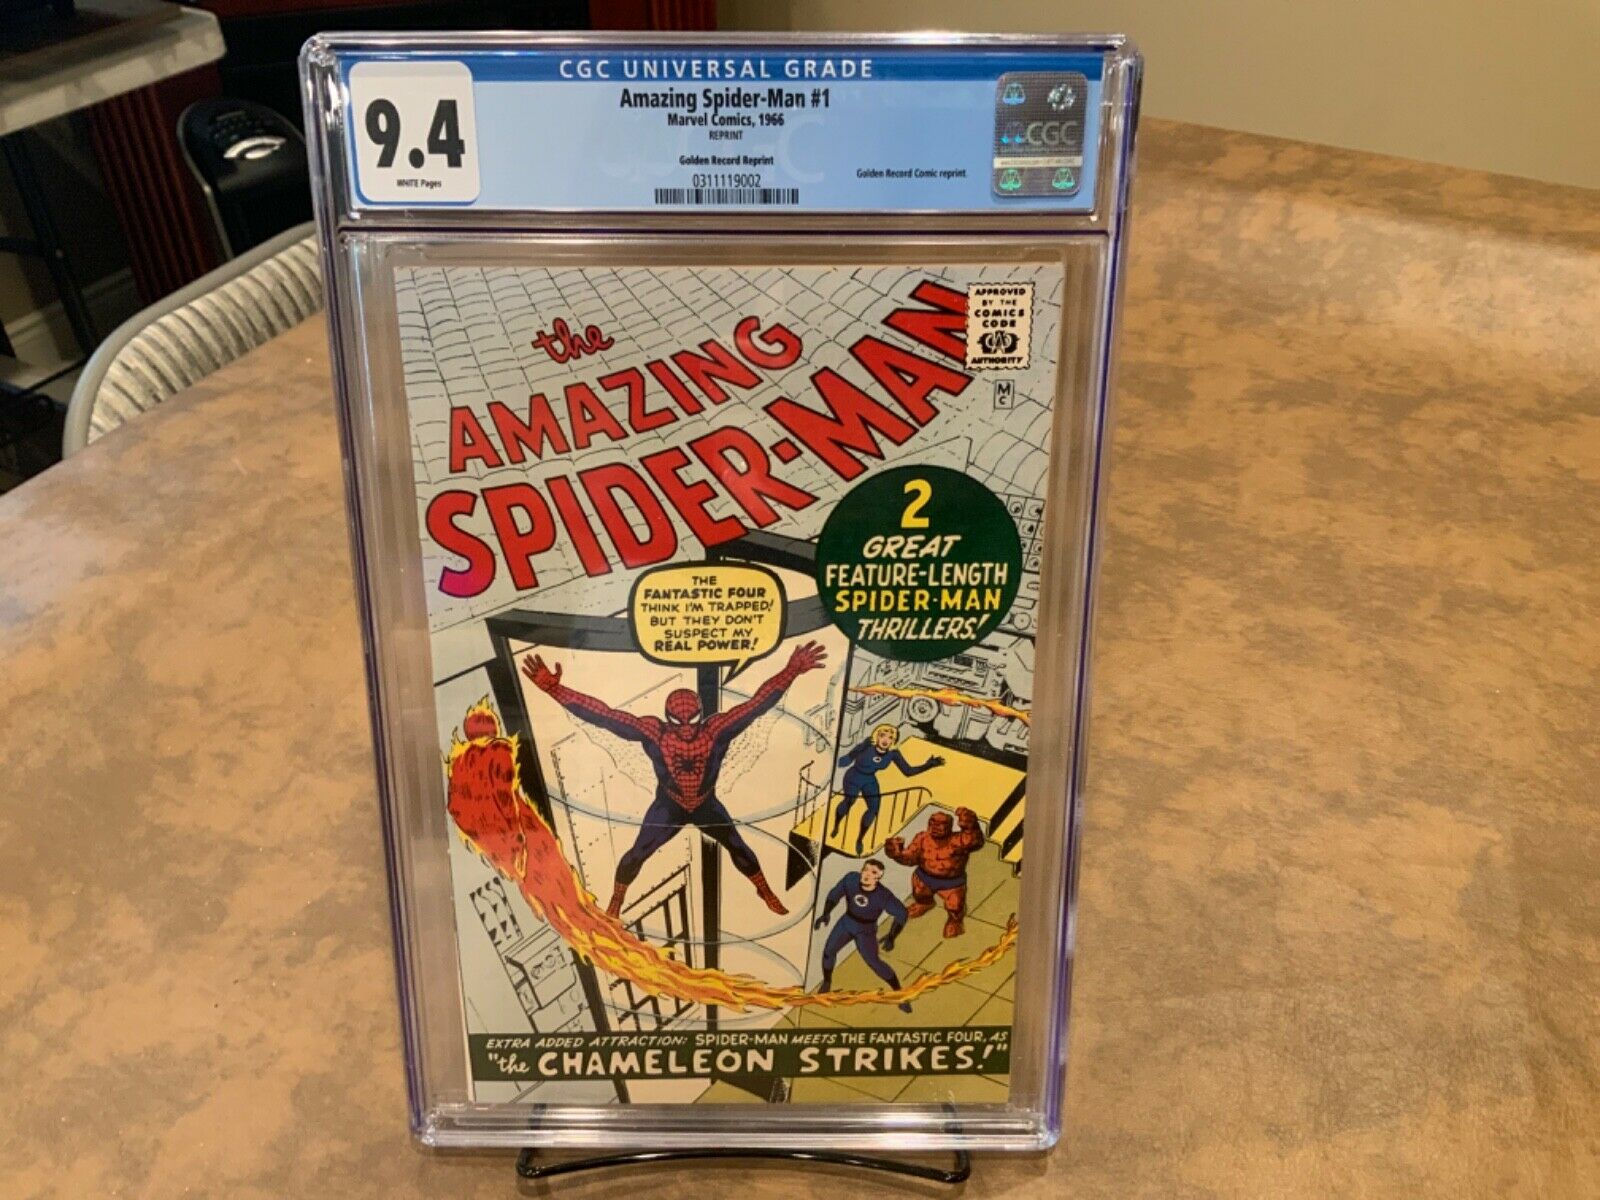 CGC UNIVERSAL GRADE
9.4
WHITE Pages
Amazing Spider-Man #1
Marvel Comics, 1966
REPRINT
Golden Record Reprint
0311119002
Golden Record Comic reprint.
CGC
the
AMAZING
SPIDER-MAN
APPROVED
BY THE
COMICS
CODE
AUTHORITY
M
C
2
GREAT
FEATURE-LENGTH
SPIDER-MAN
THRILLERS!
THE
FANTASTIC FOUR
THINK I'M TRAPPED!
BUT THEY DON'T
SUSPECT MY
REAL POWER!
EXTRA ADDED ATTRACTION: SPIDER-MAN MEETS THE FANTASTIC FOUR, AS
"the CHAMELEON STRIKES!"